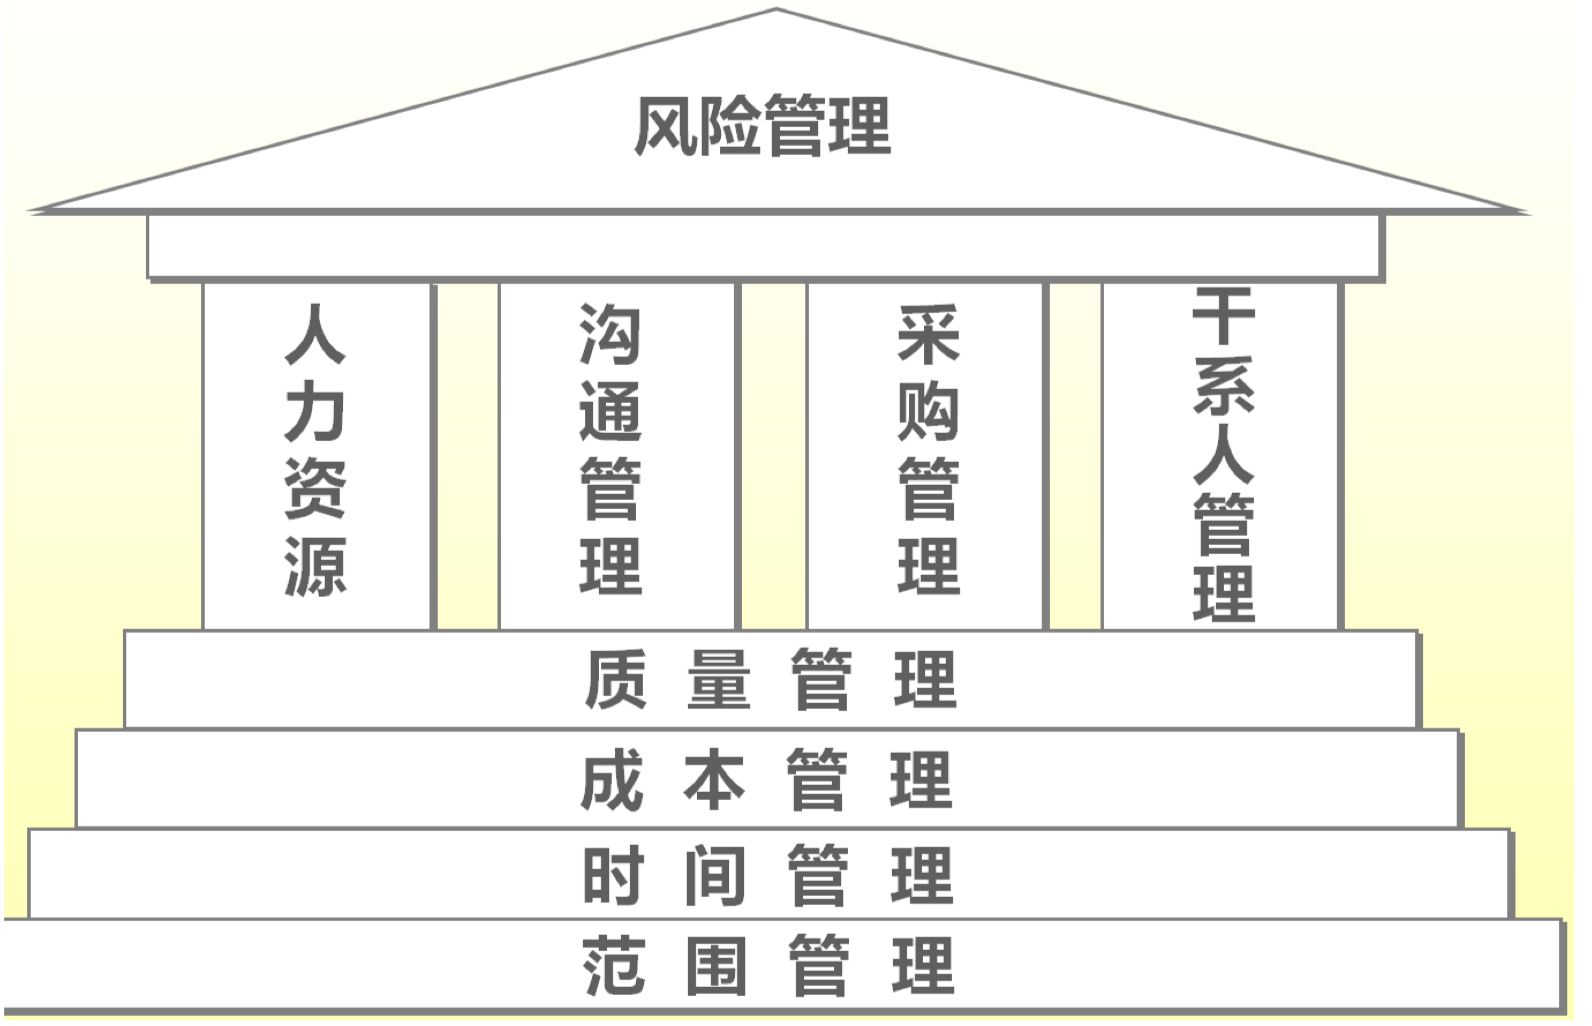 风险管理
人力资源
沟通管理
采购管理
干系人管理
质量管理
成本管理
时间管理
范围管理